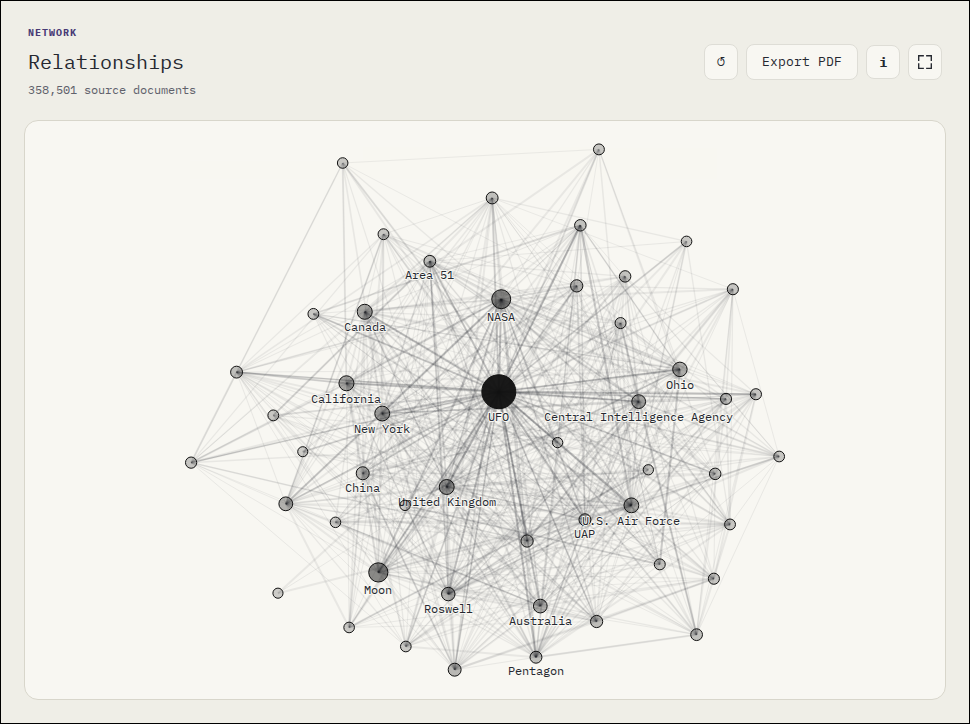 NETWORK
Relationships
358,501 source documents
Export PDF
i
Area 51
NASA
Canada
Ohio
California
UFO
Central Intelligence Agency
New York
China
United Kingdom
U.S. Air Force
UAP
Moon
Roswell
Australia
Pentagon